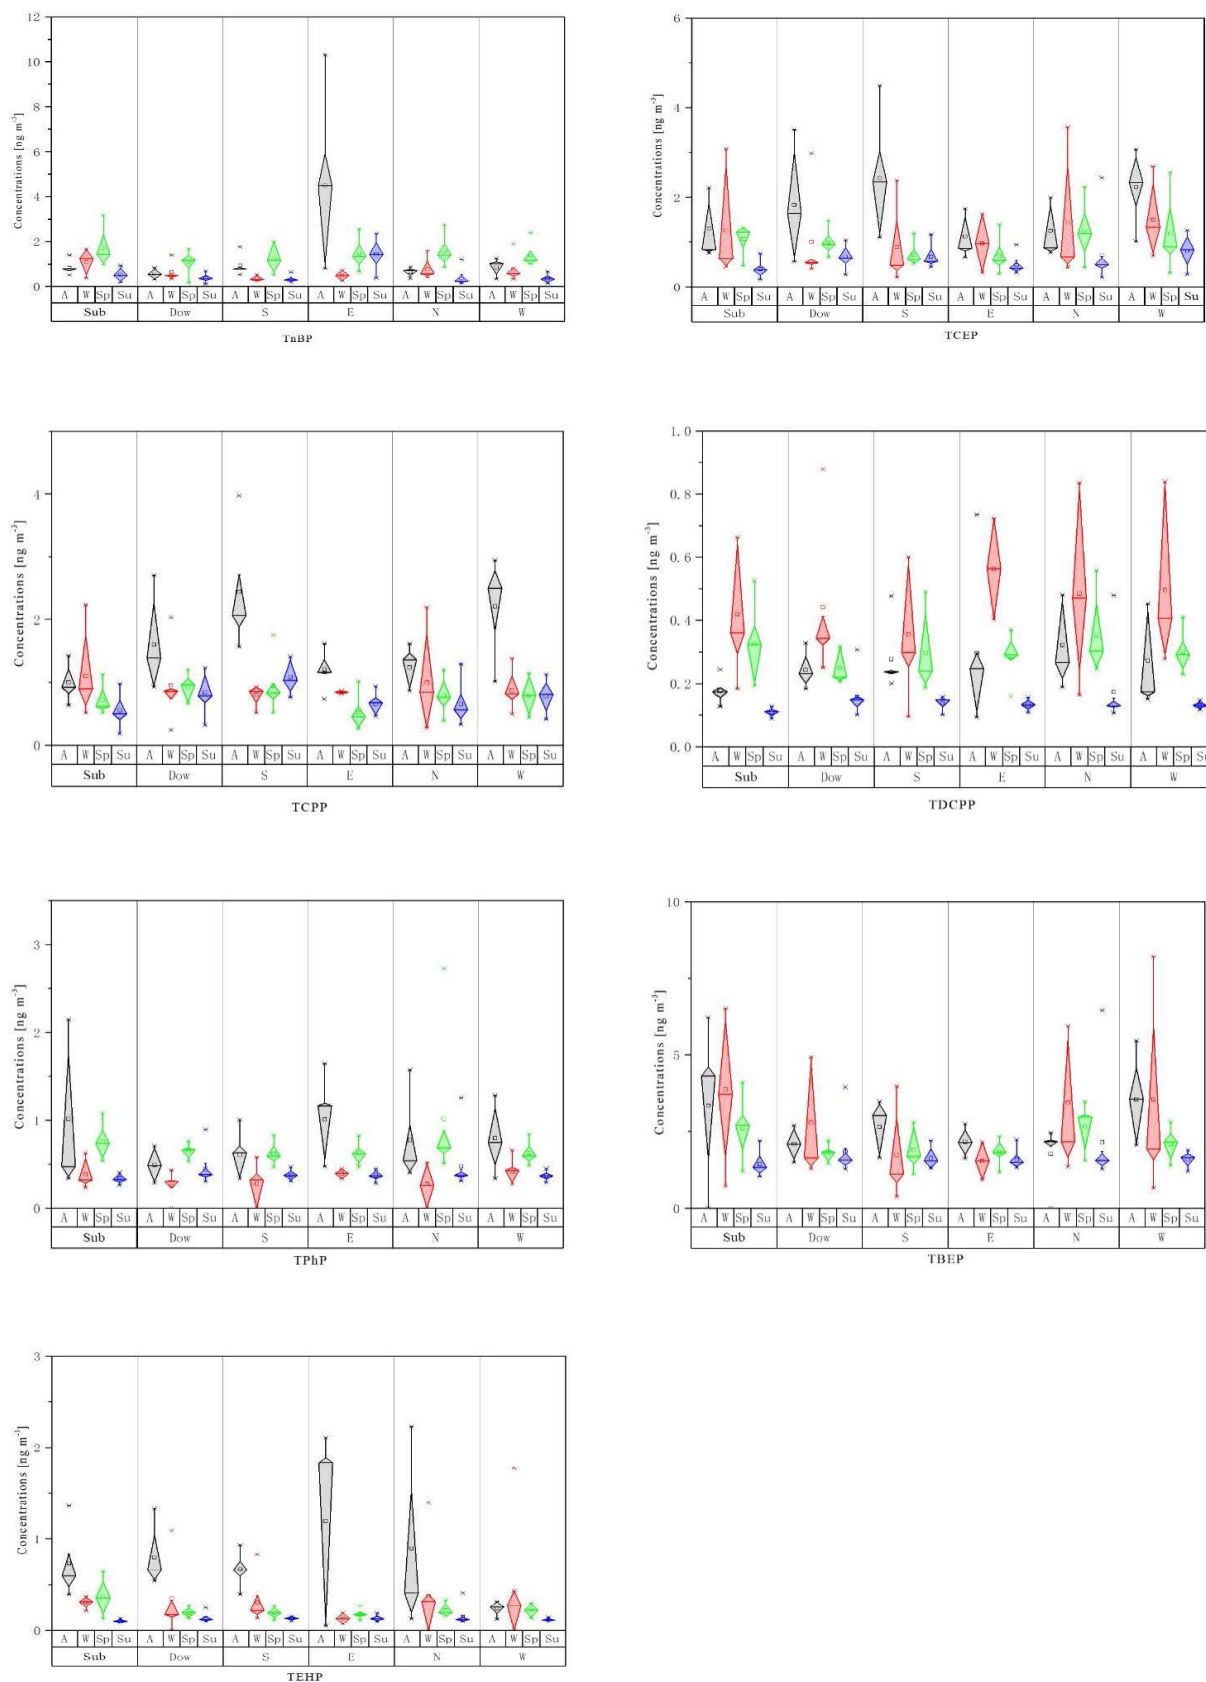 12
10
8
6
4
2
0
Concentrations [ng m⁻³]
A W Sp Su A W Sp Su A W Sp Su A W Sp Su A W Sp Su A W Sp Su
Sub Dow S E N W
TnBP
6
4
2
0
Concentrations [ng m⁻³]
A W Sp Su A W Sp Su A W Sp Su A W Sp Su A W Sp Su A W Sp Su
Sub Dow S E N W
TCEP
4
2
0
Concentrations [ng m⁻³]
A W Sp Su A W Sp Su A W Sp Su A W Sp Su A W Sp Su A W Sp Su
Sub Dow S E N W
TCPP
1.0
0.8
0.6
0.4
0.2
0.0
Concentrations [ng m⁻³]
A W Sp Su A W Sp Su A W Sp Su A W Sp Su A W Sp Su A W Sp Su
Sub Dow S E N W
TDCPP
3
2
1
0
Concentrations [ng m⁻³]
A W Sp Su A W Sp Su A W Sp Su A W Sp Su A W Sp Su A W Sp Su
Sub Dow S E N W
TPhP
10
5
0
Concentrations [ng m⁻³]
A W Sp Su A W Sp Su A W Sp Su A W Sp Su A W Sp Su A W Sp Su
Sub Dow S E N W
TBEP
3
2
1
0
Concentrations [ng m⁻³]
A W Sp Su A W Sp Su A W Sp Su A W Sp Su A W Sp Su A W Sp Su
Sub Dow S E N W
TEHP